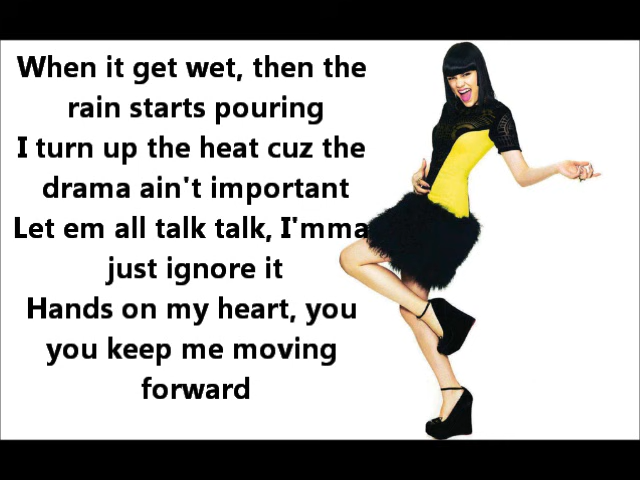 When it get wet, then the
rain starts pouring
I turn up the heat cuz the
drama ain't important
Let em all talk talk, I'mma
just ignore it
Hands on my heart, you
you keep me moving
forward